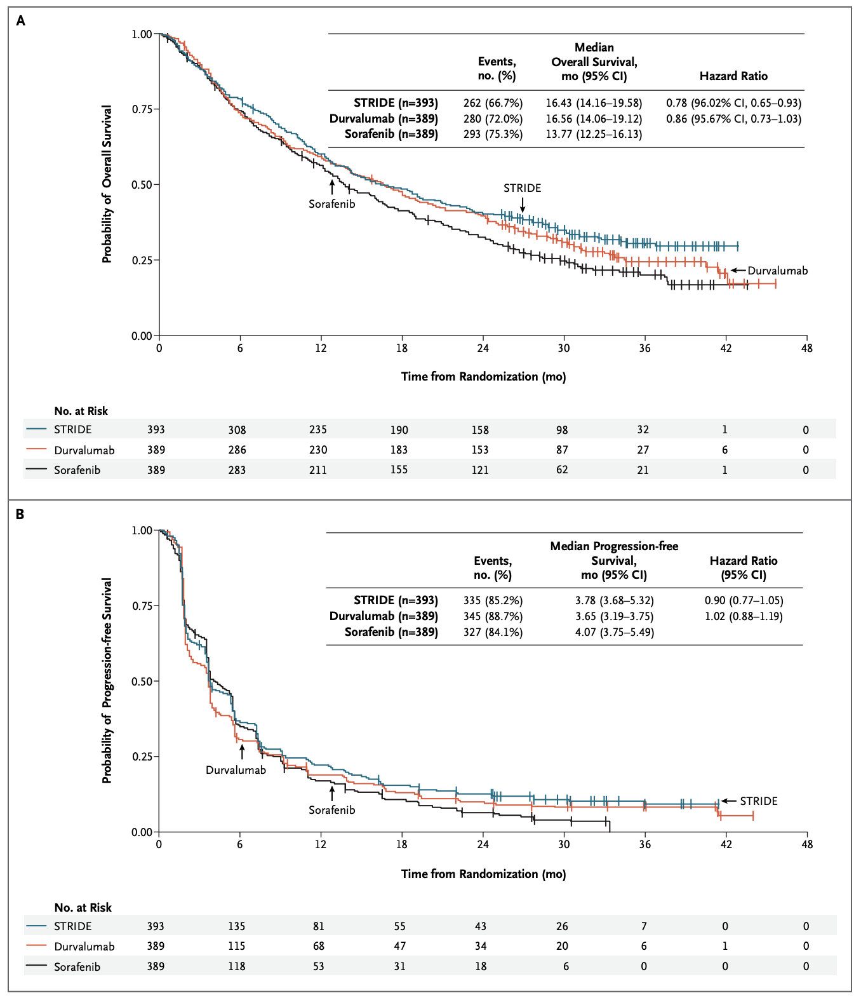 A
1.00
0.75
0.50
0.25
0.00
Probability of Overall Survival
Median
Events, Overall Survival,
no. (%) mo (95% CI) Hazard Ratio
STRIDE (n=393) 262 (66.7%) 16.43 (14.16–19.58) 0.78 (96.02% CI, 0.65–0.93)
Durvalumab (n=389) 280 (72.0%) 16.56 (14.06–19.12) 0.86 (95.67% CI, 0.73–1.03)
Sorafenib (n=389) 293 (75.3%) 13.77 (12.25–16.13)
STRIDE
Sorafenib
Durvalumab
0 6 12 18 24 30 36 42 48
Time from Randomization (mo)
No. at Risk
STRIDE 393 308 235 190 158 98 32 1 0
Durvalumab 389 286 230 183 153 87 27 6 0
Sorafenib 389 283 211 155 121 62 21 1 0
B
1.00
0.75
0.50
0.25
0.00
Probability of Progression-free Survival
Median Progression-free
Events, Survival, Hazard Ratio
no. (%) mo (95% CI) (95% CI)
STRIDE (n=393) 335 (85.2%) 3.78 (3.68–5.32) 0.90 (0.77–1.05)
Durvalumab (n=389) 345 (88.7%) 3.65 (3.19–3.75) 1.02 (0.88–1.19)
Sorafenib (n=389) 327 (84.1%) 4.07 (3.75–5.49)
Durvalumab
Sorafenib
STRIDE
0 6 12 18 24 30 36 42 48
Time from Randomization (mo)
No. at Risk
STRIDE 393 135 81 55 43 26 7 0 0
Durvalumab 389 115 68 47 34 20 6 1 0
Sorafenib 389 118 53 31 18 6 0 0 0